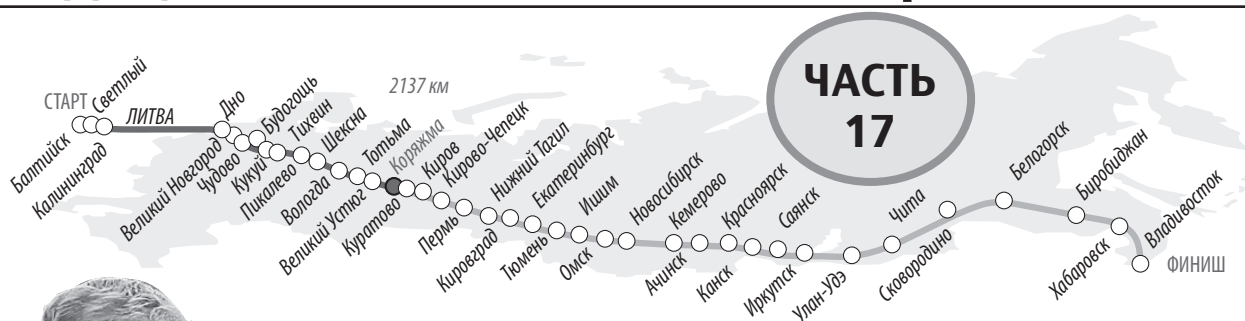 СТАРТ
Балтийск
Светлый
Калининград
ЛИТВА
Дно
Великий Новгород
Чудово
Будогощь
Кукуй
Тихвин
Пикалево
Шексна
Вологда
Тотьма
Великий Устюг
2137 км
Коряжма
Куратово
Киров
Кирово-Чепецк
Пермь
Нижний Тагил
Кировград
Екатеринбург
Тюмень
Ишим
Омск
Новосибирск
Кемерово
Ачинск
Красноярск
Канск
Саянск
Иркутск
Улан-Удэ
Чита
Сковородино
Белогорск
Биробиджан
Хабаровск
Владивосток
ФИНИШ
ЧАСТЬ
17